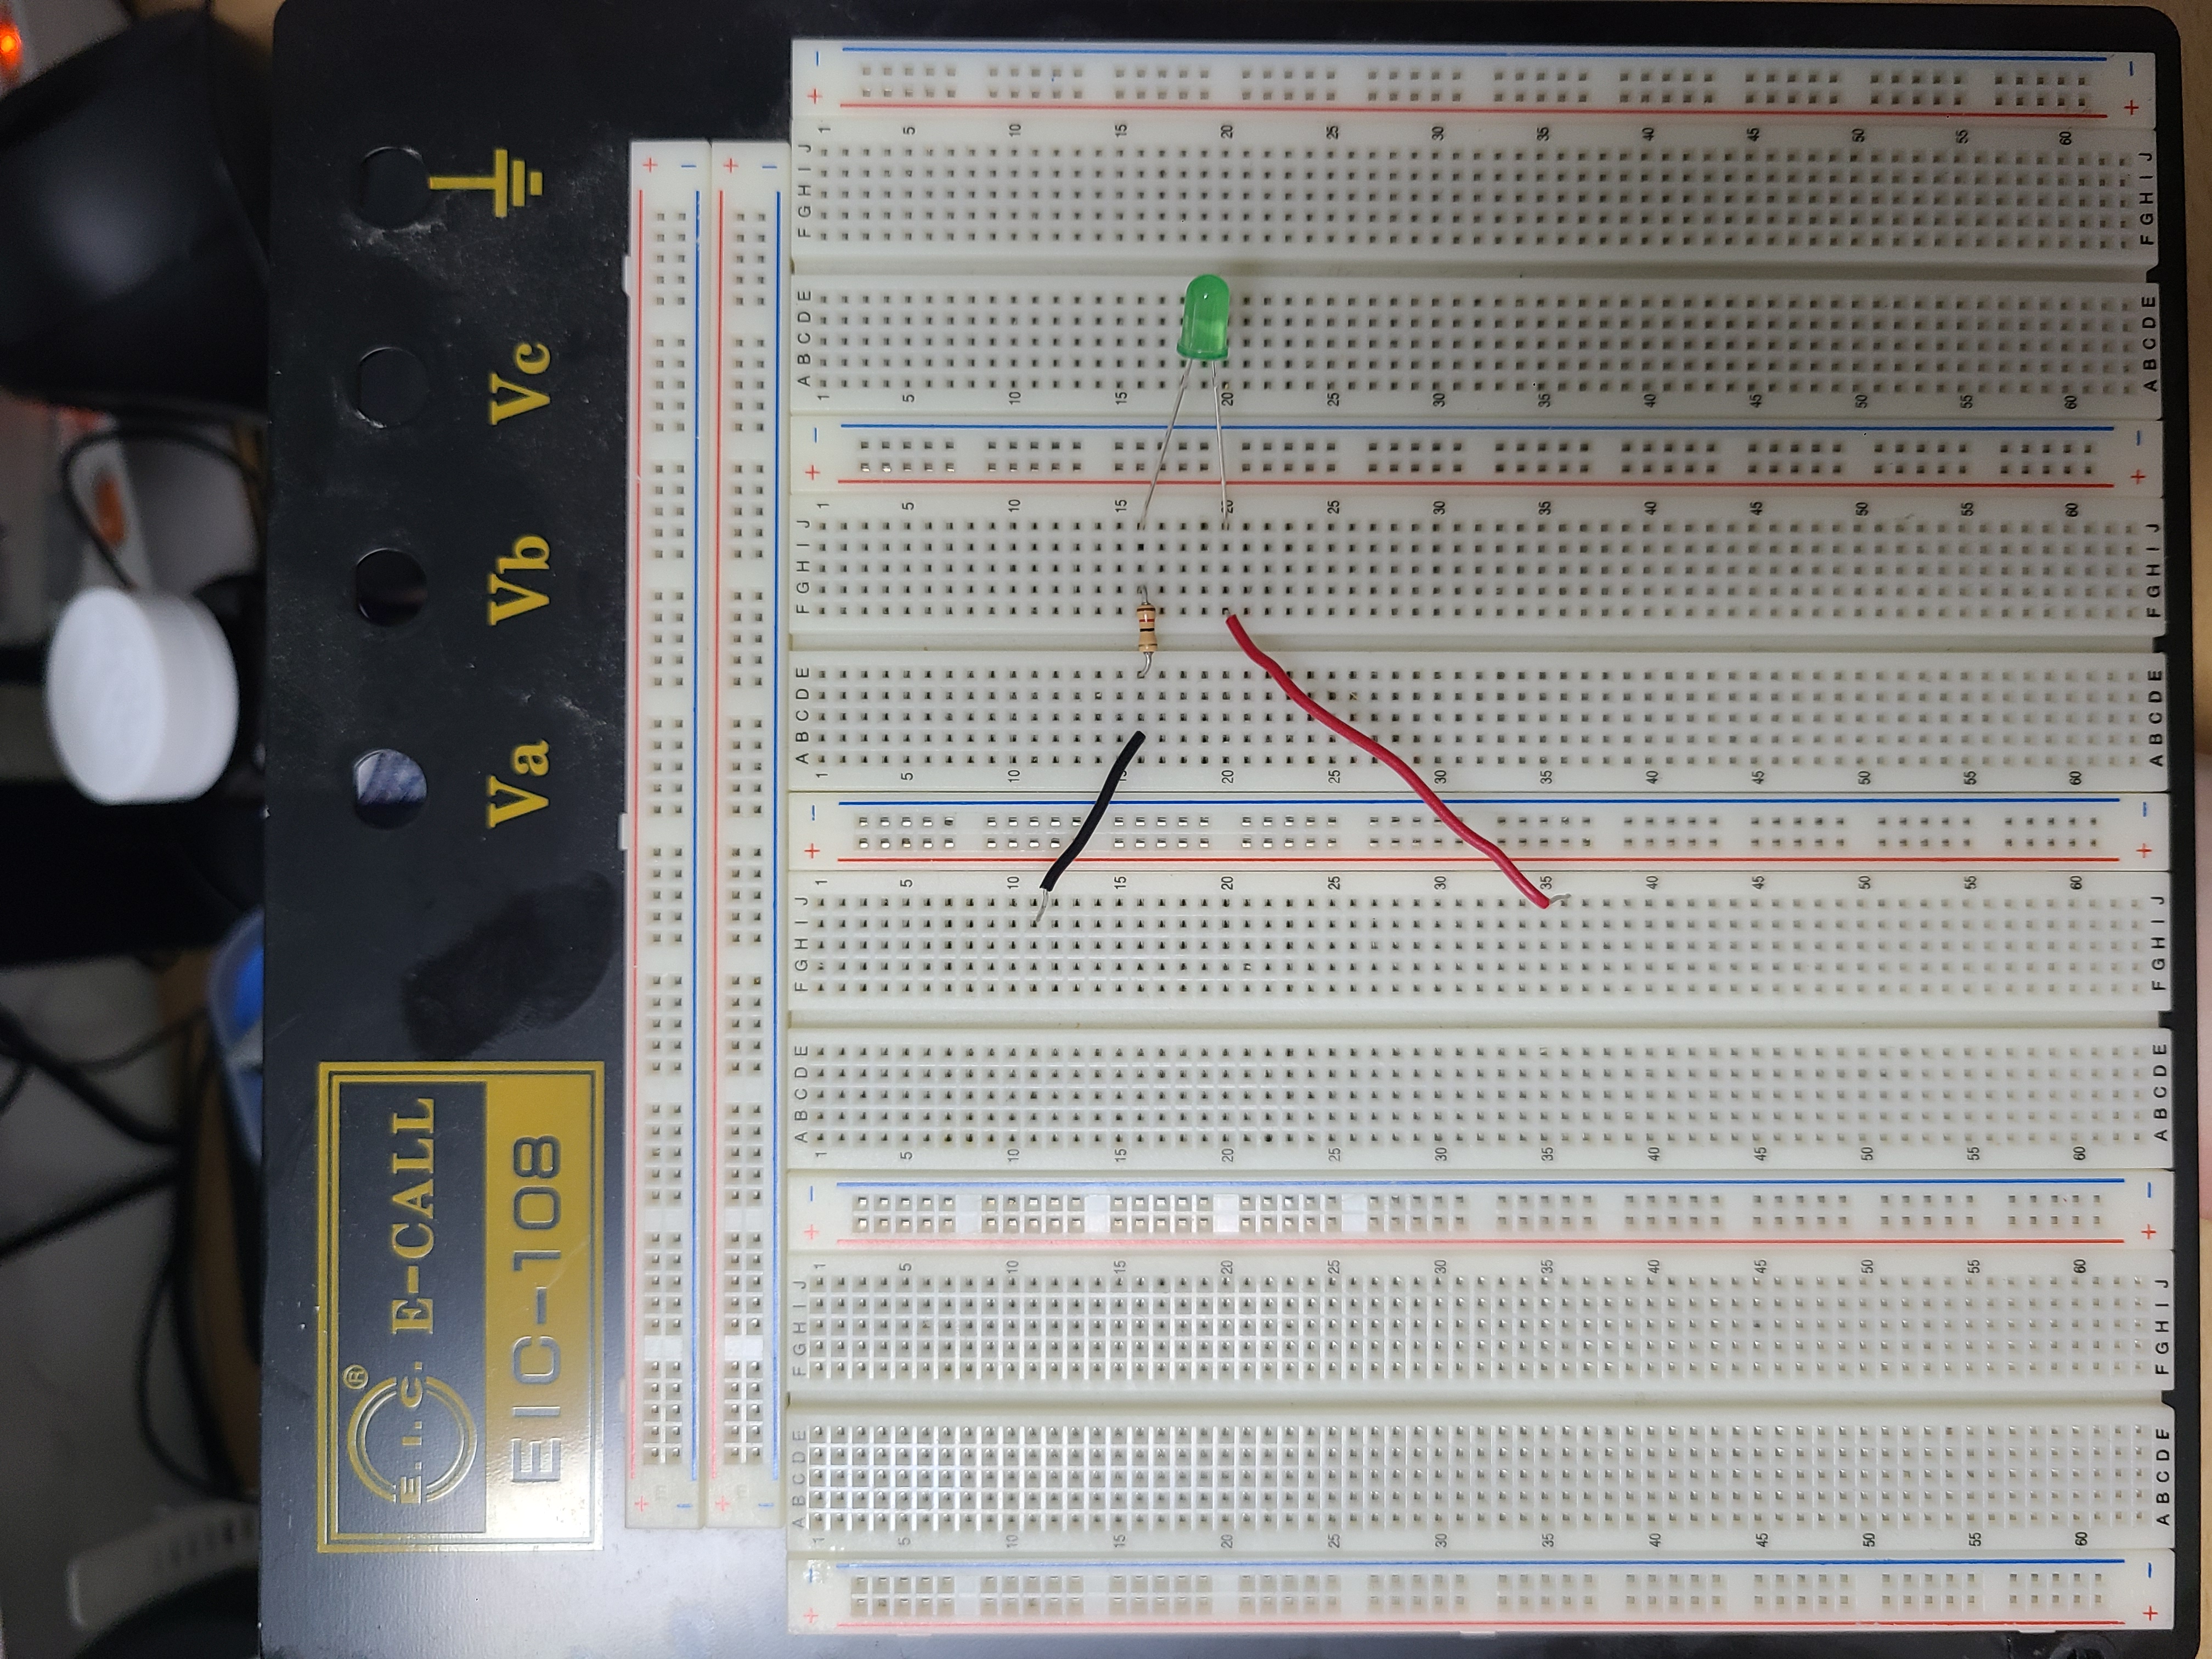 ®
E.I.C. E-CALL
EIC-108
Va Vb Vc
+ +
− −
+ +
− −
+ − A B C D E F G H I J + − A B C D E F G H I J + − A B C D E F G H I J + − A B C D E F G H I J + −
1 1 1 1 1 1 1 1
5 5 5 5 5 5 5
10 10 10 10 10 10 10 10
15 15 15 15 15 15
20 20 20 20 20 20
25 25 25 25 25 25 25 25
30 30 30 30 30 30 30 30
35 35 35 35 35 35 35 35
40 40 40 40 40 40 40 40
45 45 45 45 45 45 45 45
50 50 50 50 50 50 50 50
55 55 55 55 55 55 55 55
60 60 60 60 60 60 60 60
+ − A B C D E F G H I J + − A B C D E F G H I J + − A B C D E F G H I J + − A B C D E F G H I J + −